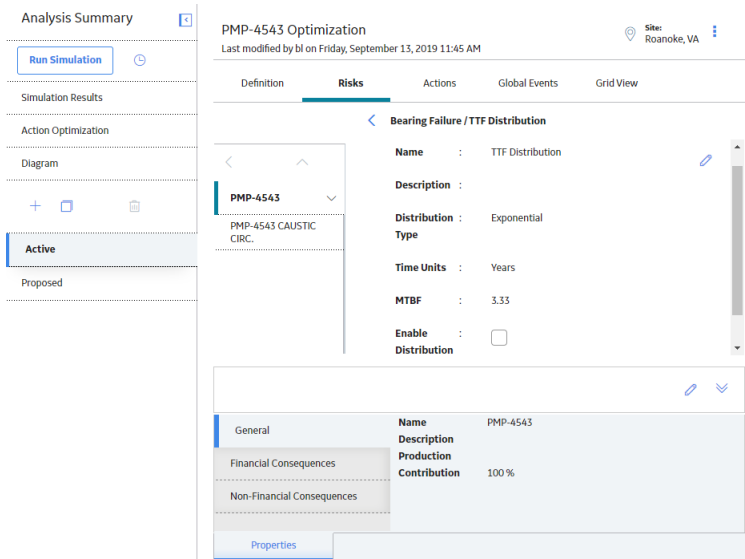 Analysis Summary
Run Simulation
Simulation Results
Action Optimization
Diagram
Active
Proposed
PMP-4543 Optimization
Last modified by bl on Friday, September 13, 2019 11:45 AM
Site:
Roanoke, VA
Definition Risks Actions Global Events Grid View
Bearing Failure / TTF Distribution
PMP-4543
PMP-4543 CAUSTIC
CIRC.
Name : TTF Distribution
Description :
Distribution : Exponential
Type
Time Units : Years
MTBF : 3.33
Enable :
Distribution
General
Financial Consequences
Non-Financial Consequences
Name PMP-4543
Description
Production
Contribution 100 %
Properties